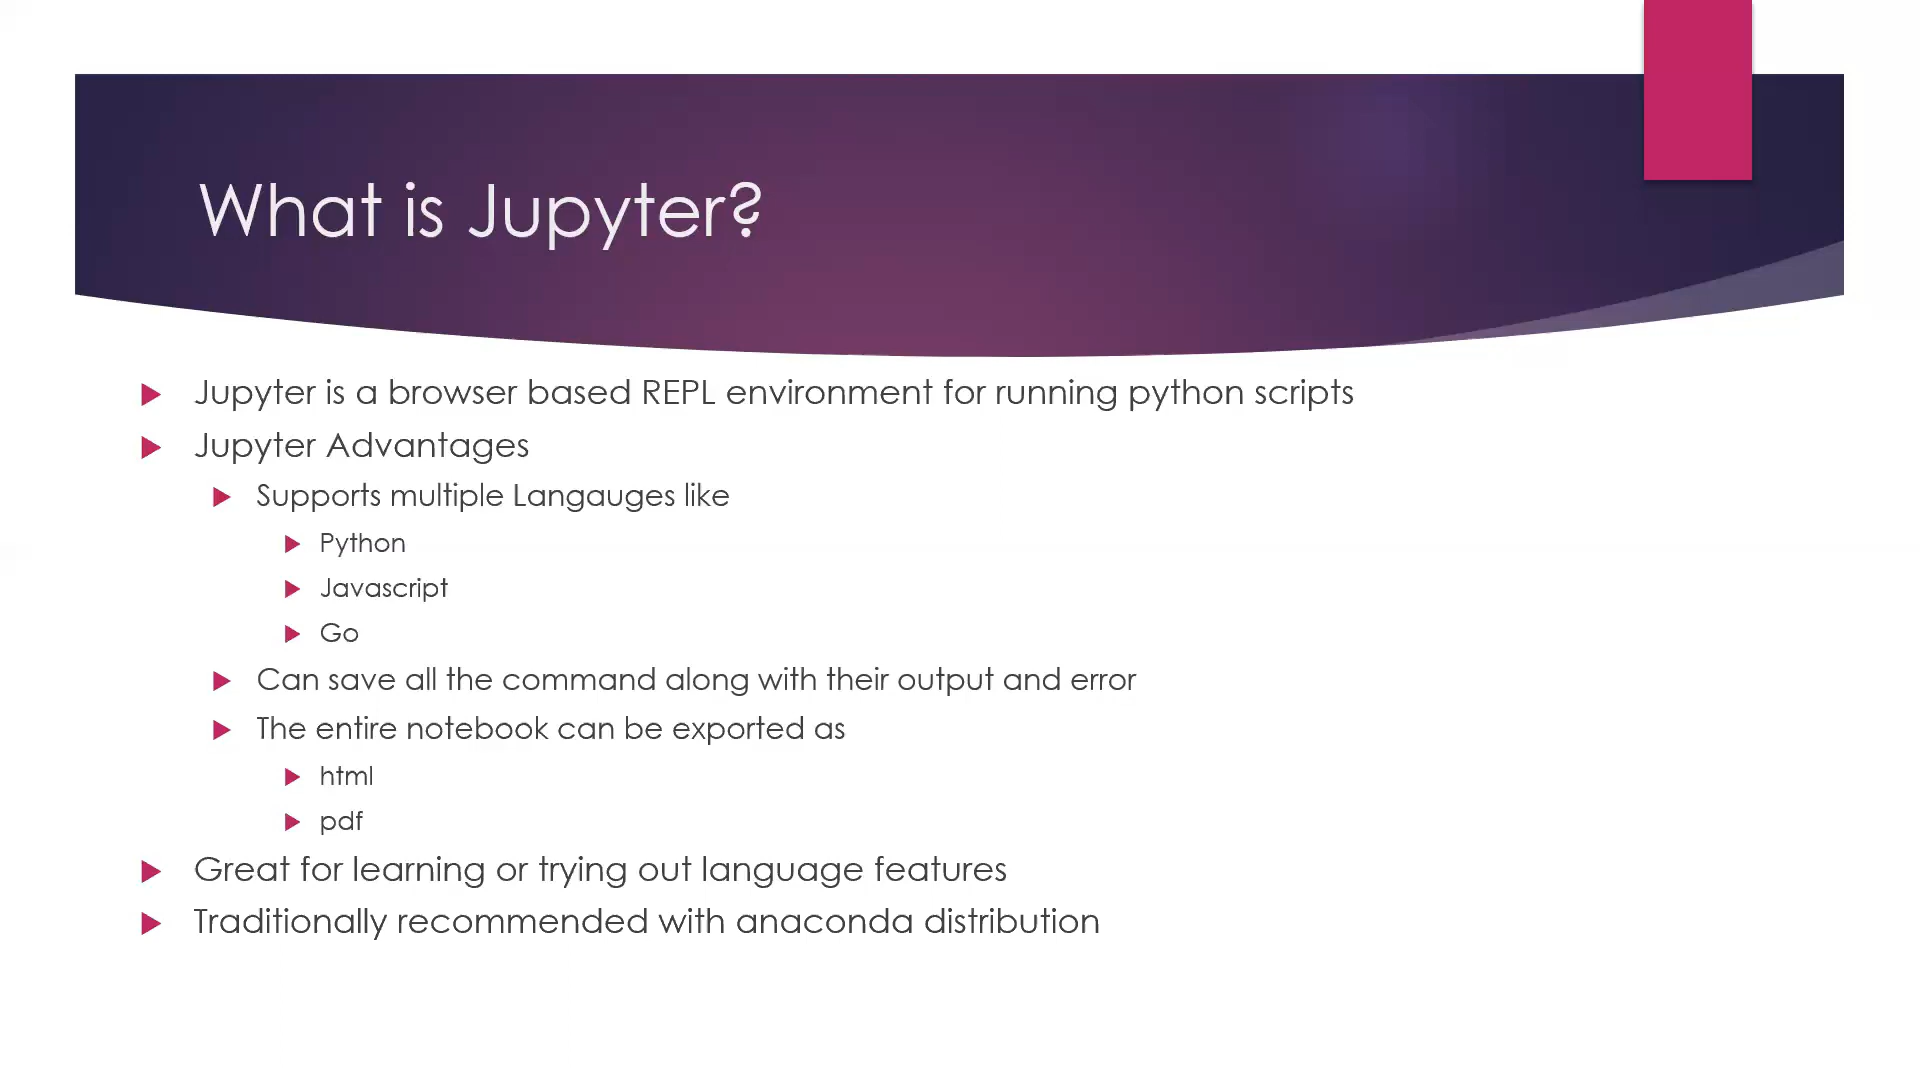 What is Jupyter?
Jupyter is a browser based REPL environment for running python scripts
Jupyter Advantages
Supports multiple Langauges like
Python
Javascript
Go
Can save all the command along with their output and error
The entire notebook can be exported as
html
pdf
Great for learning or trying out language features
Traditionally recommended with anaconda distribution